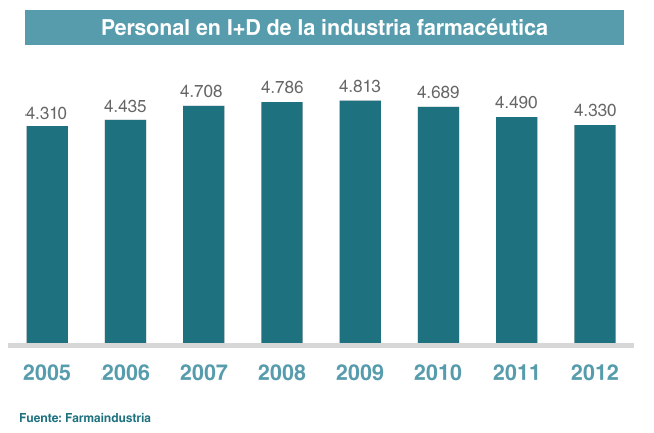 Personal en I+D de la industria farmacéutica
4.310 4.435 4.708 4.786 4.813 4.689 4.490 4.330
2005 2006 2007 2008 2009 2010 2011 2012
Fuente: Farmaindustria